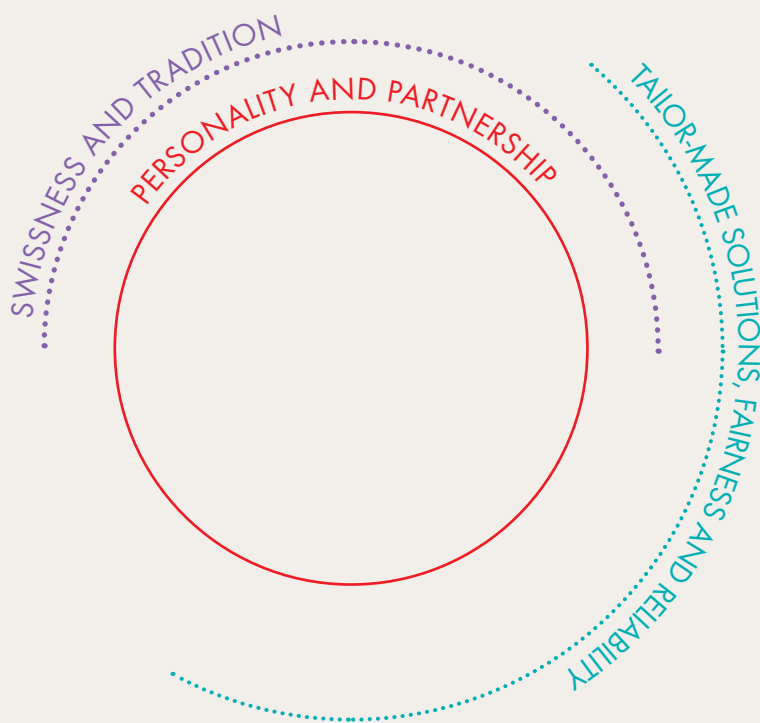 SWISSNESS AND TRADITION
PERSONALITY AND PARTNERSHIP
TAILOR-MADE SOLUTIONS, FAIRNESS AND RELIABILITY